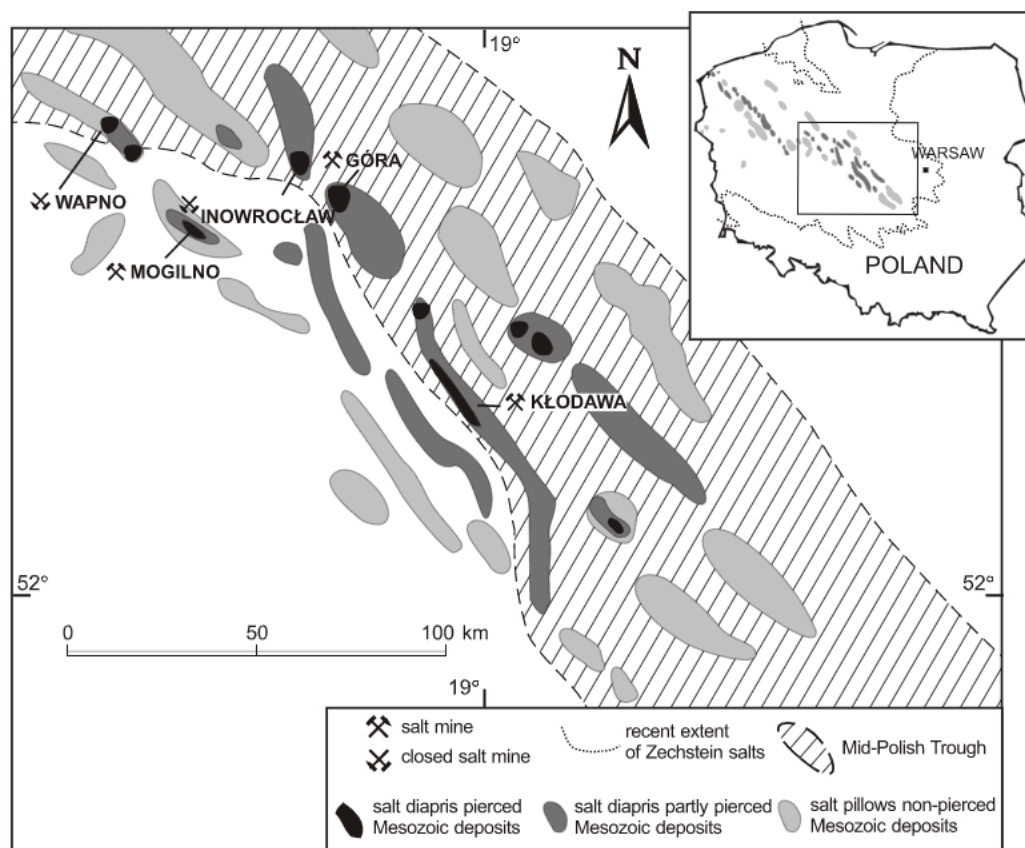 19°
N
WARSAW
POLAND
GÓRA
WAPNO
INOWROCŁAW
MOGILNO
KŁODAWA
52°
52°
0 50 100 km
19°
salt mine
closed salt mine
recent extent
of Zechstein salts
Mid-Polish Trough
salt diapris pierced
Mesozoic deposits
salt diapris partly pierced
Mesozoic deposits
salt pillows non-pierced
Mesozoic deposits